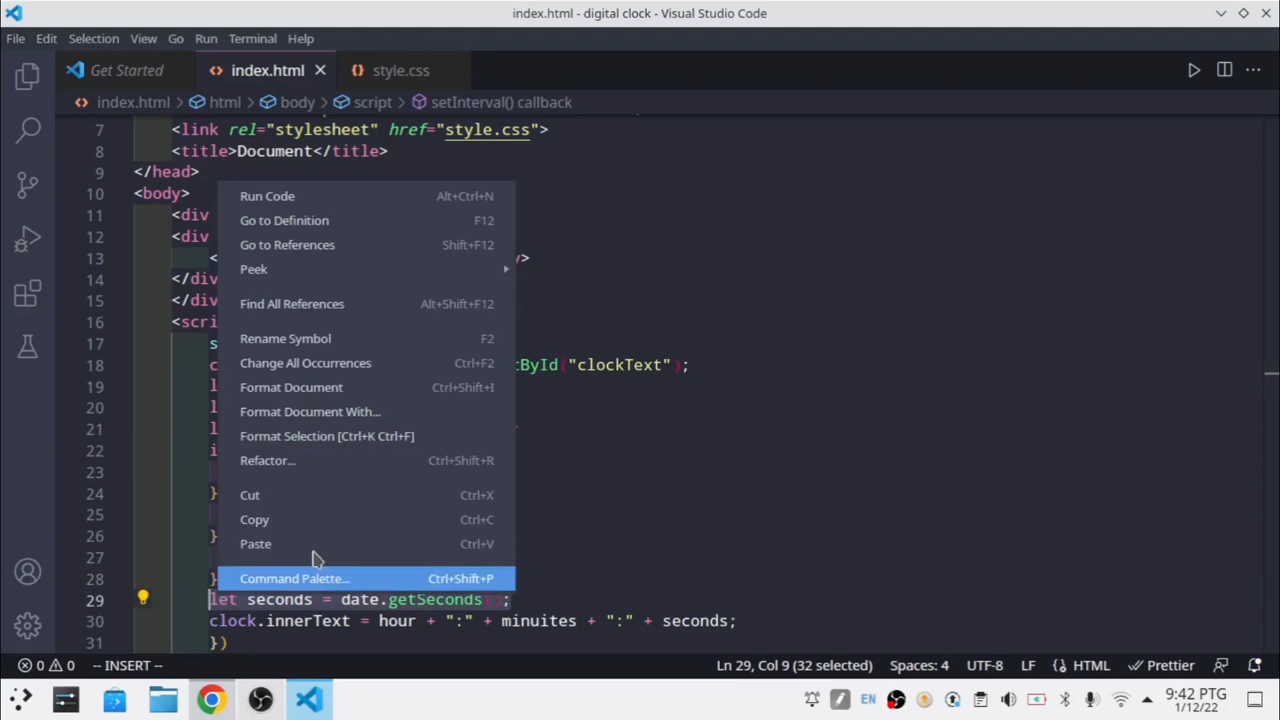 index.html - digital clock - Visual Studio Code
File Edit Selection View Go Run Terminal Help
Get Started index.html style.css
index.html > html > body > script > setInterval() callback
7 <link rel="stylesheet" href="style.css">
8 <title>Document</title>
9 </head>
10 <body>
11 <div
12 <div
13 < >
14 </div
15 </div
16 <scri
17 s
18 c tById("clockText");
19 l
20 l
21 l
22 i
23
24 }
25
26 }
27
28 }
29 let seconds = date.getSeconds();
30 clock.innerText = hour + ":" + minuites + ":" + seconds;
31 })
Run Code Alt+Ctrl+N
Go to Definition F12
Go to References Shift+F12
Peek
Find All References Alt+Shift+F12
Rename Symbol F2
Change All Occurrences Ctrl+F2
Format Document Ctrl+Shift+I
Format Document With...
Format Selection [Ctrl+K Ctrl+F]
Refactor... Ctrl+Shift+R
Cut Ctrl+X
Copy Ctrl+C
Paste Ctrl+V
Command Palette... Ctrl+Shift+P
0 0 -- INSERT -- Ln 29, Col 9 (32 selected) Spaces: 4 UTF-8 LF HTML Prettier
EN 9:42 PTG
1/12/22